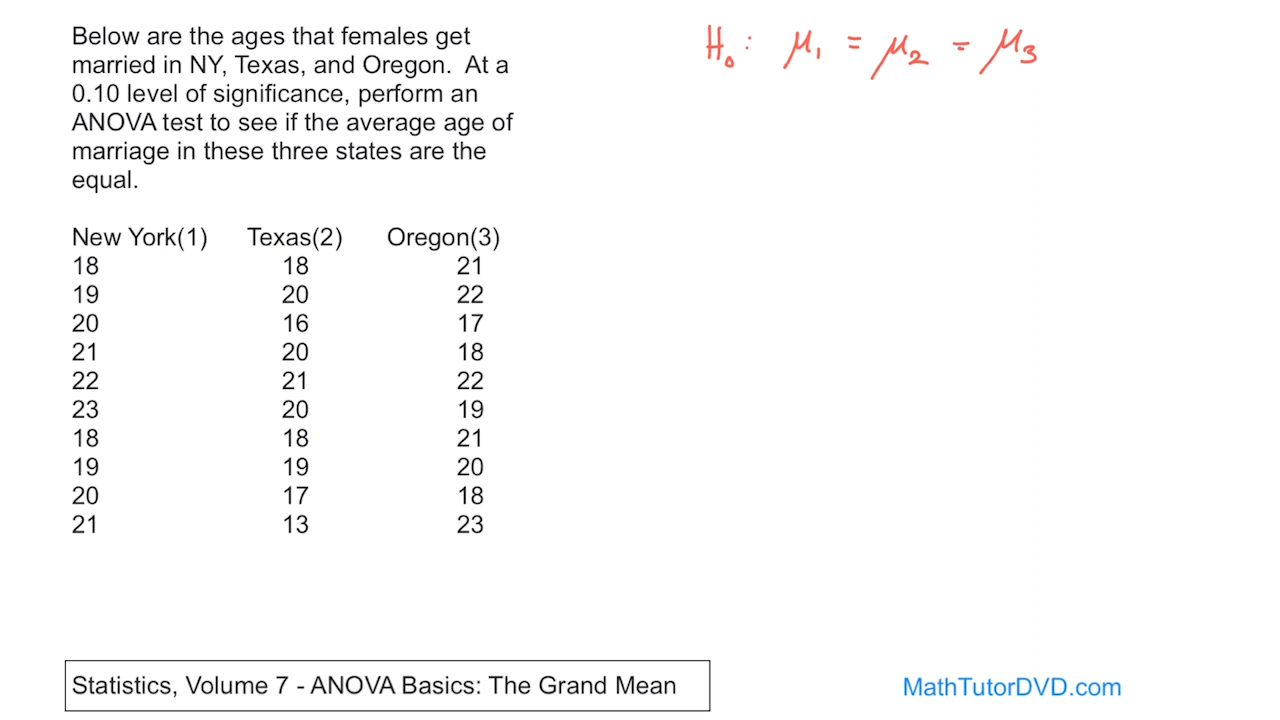 Below are the ages that females get
married in NY, Texas, and Oregon. At a
0.10 level of significance, perform an
ANOVA test to see if the average age of
marriage in these three states are the
equal.
H₀: μ₁ = μ₂ = μ₃
New York(1) Texas(2) Oregon(3)
18 18 21
19 20 22
20 16 17
21 20 18
22 21 22
23 20 19
18 18 21
19 19 20
20 17 18
21 13 23
Statistics, Volume 7 - ANOVA Basics: The Grand Mean
MathTutorDVD.com